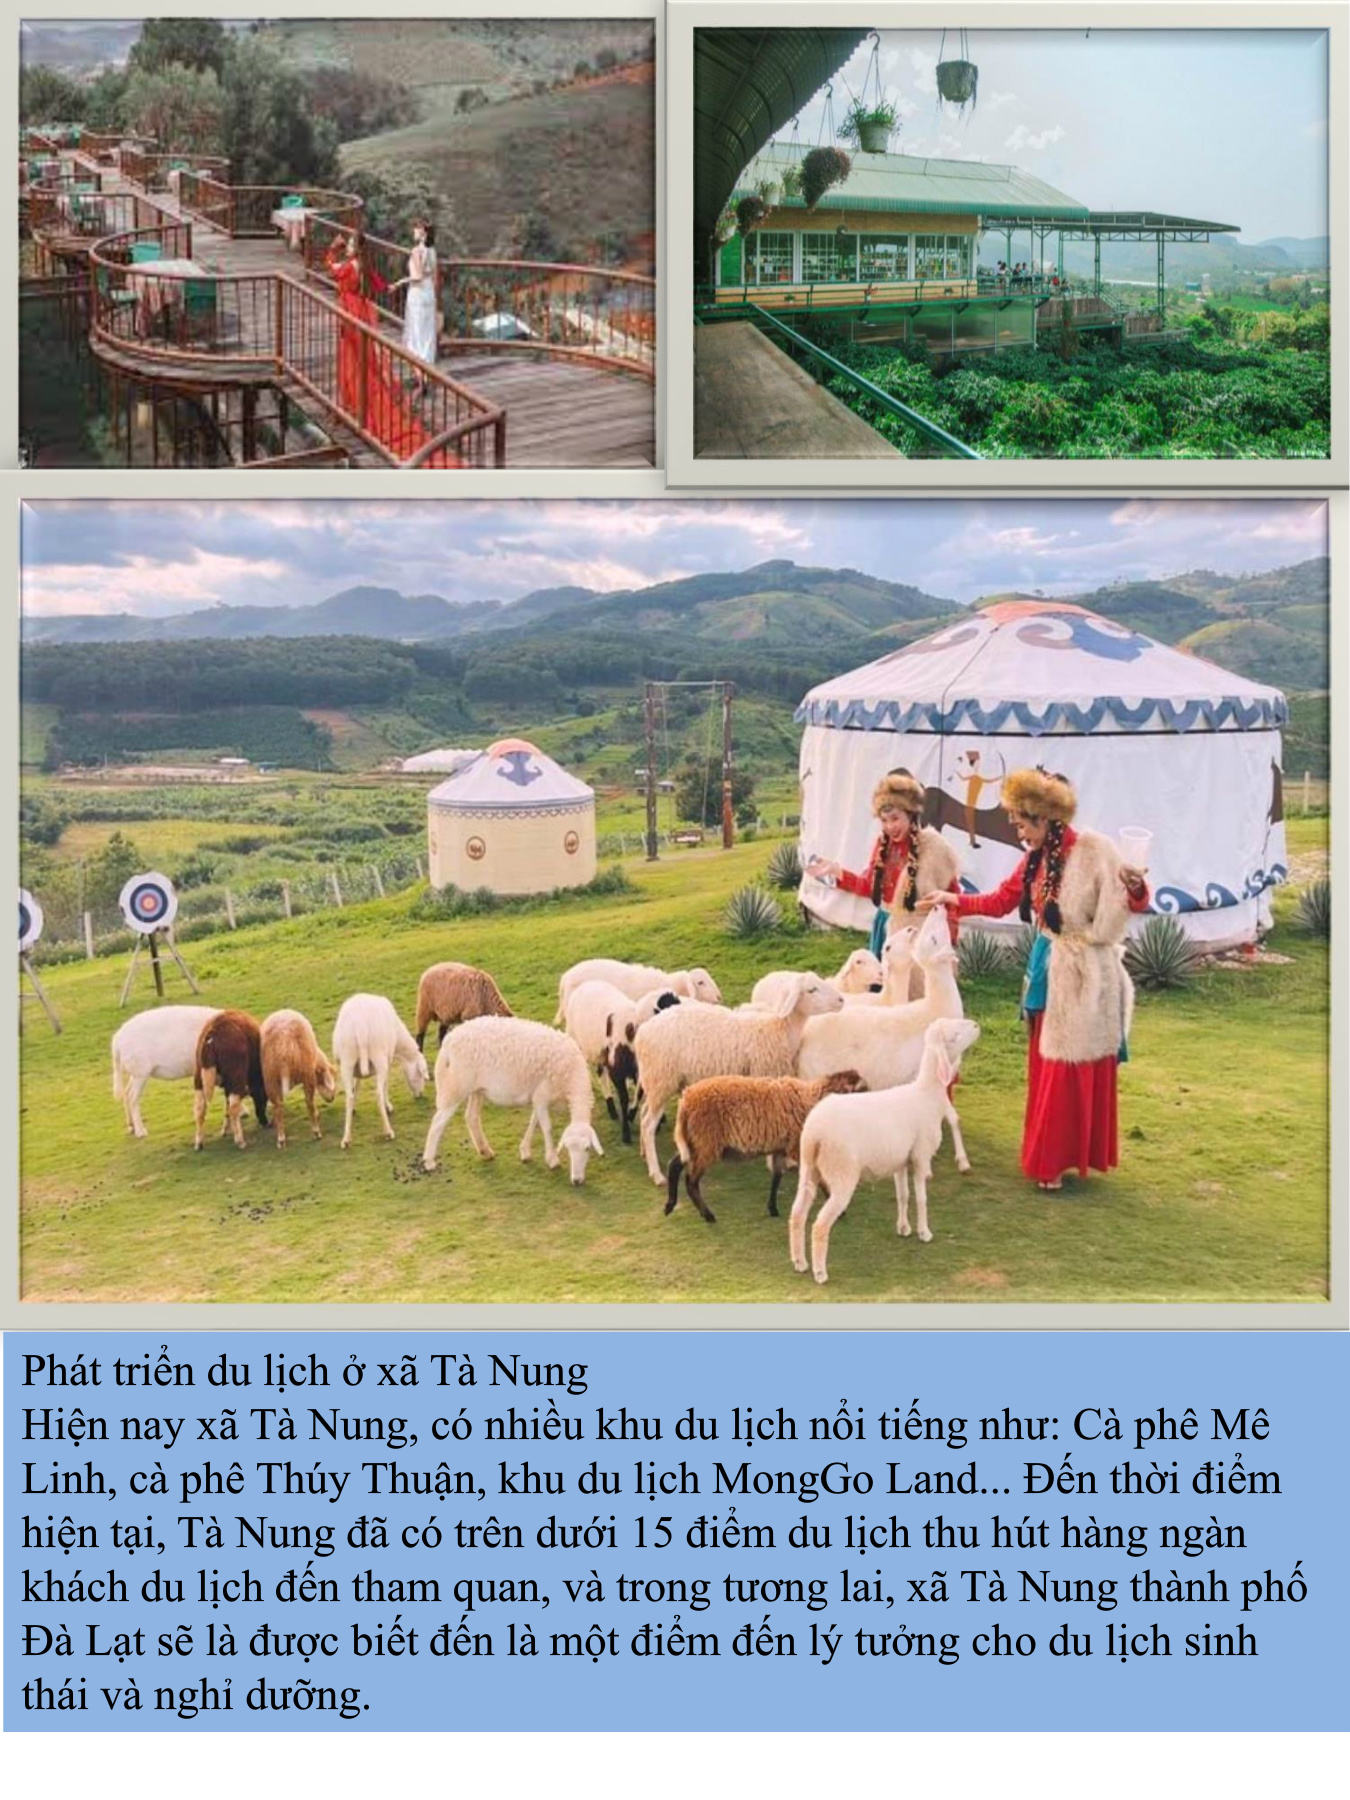 Phát triển du lịch ở xã Tà Nung
Hiện nay xã Tà Nung, có nhiều khu du lịch nổi tiếng như: Cà phê Mê
Linh, cà phê Thúy Thuận, khu du lịch MongGo Land... Đến thời điểm
hiện tại, Tà Nung đã có trên dưới 15 điểm du lịch thu hút hàng ngàn
khách du lịch đến tham quan, và trong tương lai, xã Tà Nung thành phố
Đà Lạt sẽ là được biết đến là một điểm đến lý tưởng cho du lịch sinh
thái và nghỉ dưỡng.